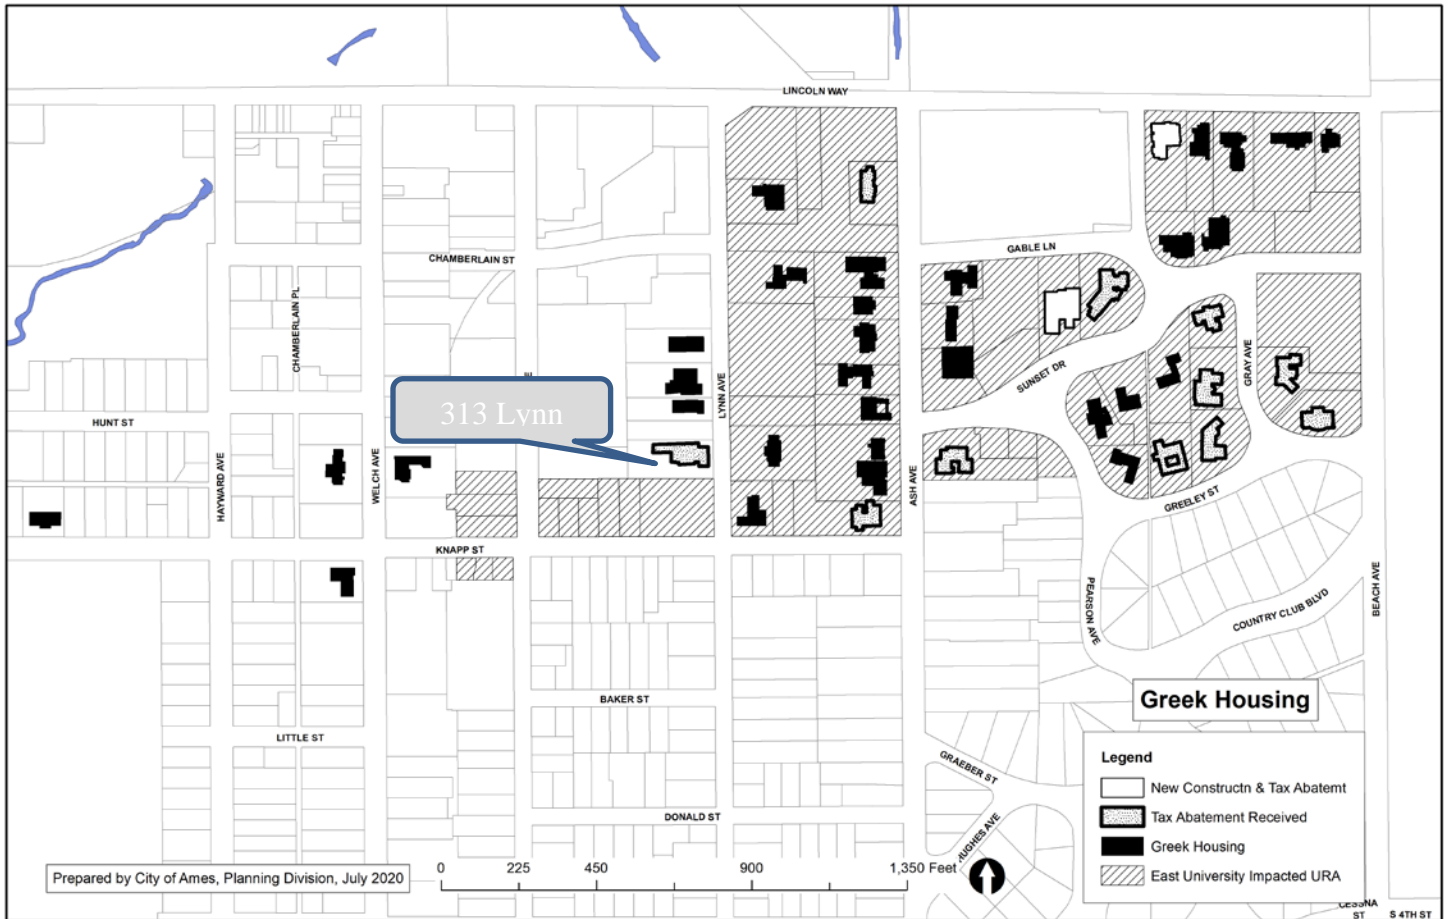 LINCOLN WAY
GABLE LN
CHAMBERLAIN ST
CHAMBERLAIN PL
SUNSET DR
GRAY AVE
LYNN AVE
313 Lynn
HUNT ST
HAYWARD AVE
WELCH AVE
ASH AVE
GREELEY ST
KNAPP ST
PEARSON AVE
COUNTRY CLUB BLVD
BEACH AVE
BAKER ST
Greek Housing
LITTLE ST
GRAEBER ST
Legend
New Constructn & Tax Abatemt
Tax Abatement Received
Greek Housing
East University Impacted URA
DONALD ST
HUGHES AVE
Prepared by City of Ames, Planning Division, July 2020
0 225 450 900 1,350 Feet
CESSNA
ST
S 4TH ST